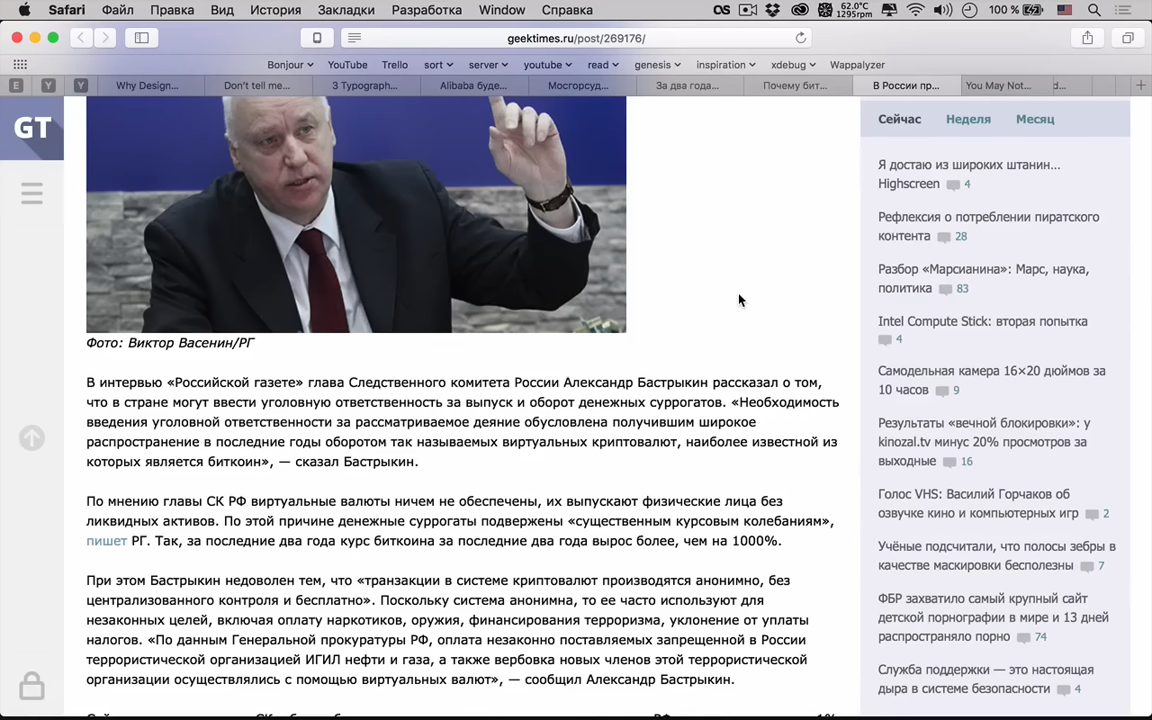 Safari Файл Правка Вид История Закладки Разработка Window Справка 62.0°C 1295rpm 100 %
geektimes.ru/post/269176/
Bonjour YouTube Trello sort server youtube read genesis inspiration xdebug Wappalyzer
E Y Y Why Design... Don't tell me... 3 Typograph... Alibaba буде... Мосгорсуд... За два года... Почему бит... В России пр... You May Not... d...
GT
Сейчас Неделя Месяц
Фото: Виктор Васенин/РГ
В интервью «Российской газете» глава Следственного комитета России Александр Бастрыкин рассказал о том,
что в стране могут ввести уголовную ответственность за выпуск и оборот денежных суррогатов. «Необходимость
введения уголовной ответственности за рассматриваемое деяние обусловлена получившим широкое
распространение в последние годы оборотом так называемых виртуальных криптовалют, наиболее известной из
которых является биткоин», — сказал Бастрыкин.
По мнению главы СК РФ виртуальные валюты ничем не обеспечены, их выпускают физические лица без
ликвидных активов. По этой причине денежные суррогаты подвержены «существенным курсовым колебаниям»,
пишет РГ. Так, за последние два года курс биткоина за последние два года вырос более, чем на 1000%.
При этом Бастрыкин недоволен тем, что «транзакции в системе криптовалют производятся анонимно, без
централизованного контроля и бесплатно». Поскольку система анонимна, то ее часто используют для
незаконных целей, включая оплату наркотиков, оружия, финансирования терроризма, уклонение от уплаты
налогов. «По данным Генеральной прокуратуры РФ, оплата незаконно поставляемых запрещенной в России
террористической организацией ИГИЛ нефти и газа, а также вербовка новых членов этой террористической
организации осуществлялись с помощью виртуальных валют», — сообщил Александр Бастрыкин.
Я достаю из широких штанин...
Highscreen 4
Рефлексия о потреблении пиратского
контента 28
Разбор «Марсианина»: Марс, наука,
политика 83
Intel Compute Stick: вторая попытка
4
Самодельная камера 16×20 дюймов за
10 часов 9
Результаты «вечной блокировки»: у
kinozal.tv минус 20% просмотров за
выходные 16
Голос VHS: Василий Горчаков об
озвучке кино и компьютерных игр 2
Учёные подсчитали, что полосы зебры в
качестве маскировки бесполезны 7
ФБР захватило самый крупный сайт
детской порнографии в мире и 13 дней
распространяло порно 74
Служба поддержки — это настоящая
дыра в системе безопасности 4